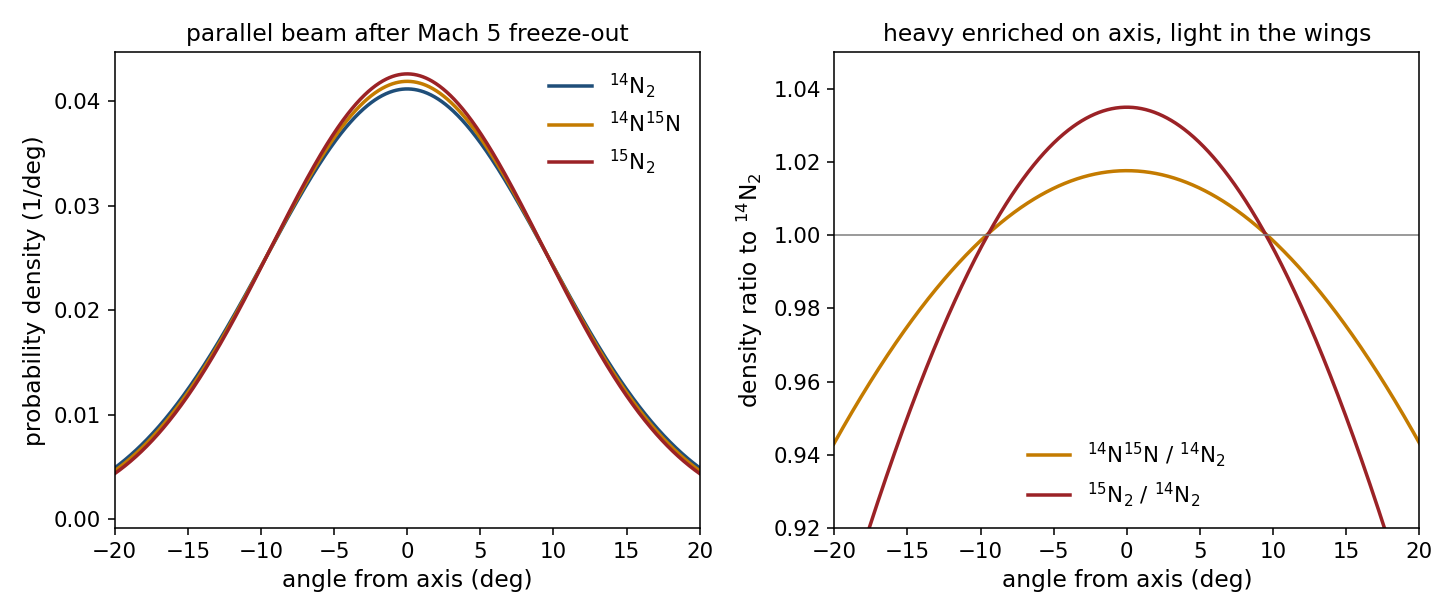 parallel beam after Mach 5 freeze-out
probability density (1/deg)
0.04
0.03
0.02
0.01
0.00
¹⁴N₂
¹⁴N¹⁵N
¹⁵N₂
−20 −15 −10 −5 0 5 10 15 20
angle from axis (deg)
heavy enriched on axis, light in the wings
density ratio to ¹⁴N₂
1.04
1.02
1.00
0.98
0.96
0.94
0.92
¹⁴N¹⁵N / ¹⁴N₂
¹⁵N₂ / ¹⁴N₂
−20 −15 −10 −5 0 5 10 15 20
angle from axis (deg)